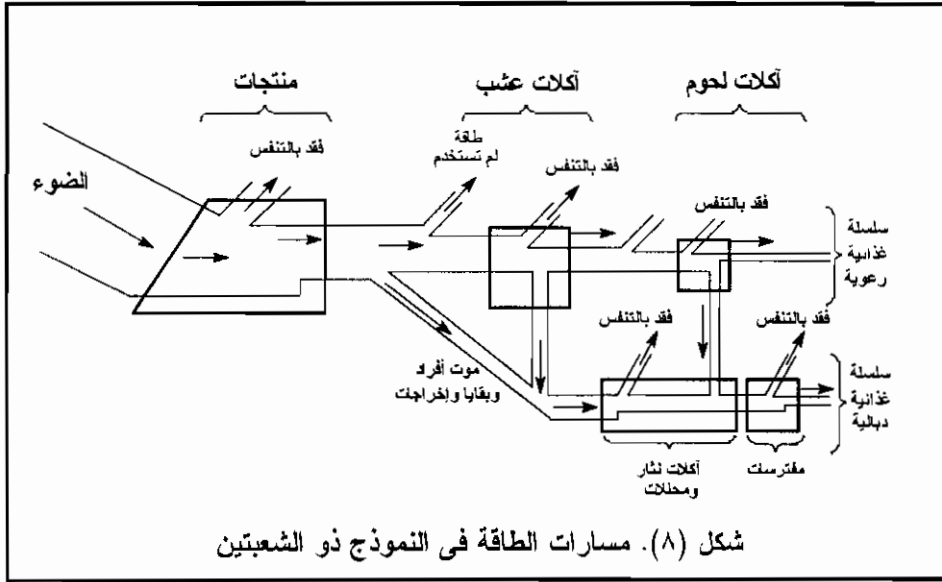 منتجات
آكلات عشب
آكلات لحوم
فقد بالتنفس
طاقة
لم تستخدم
فقد بالتنفس
فقد بالتنفس
الضوء
سلسلة
غذائية
رعوية
فقد بالتنفس
فقد بالتنفس
موت أفراد
وبقايا وإخراجات
سلسلة
غذائية
دبالية
آكلات نثار
ومحللات
مفترسات
شكل (٨). مسارات الطاقة فى النموذج ذو الشعبتين